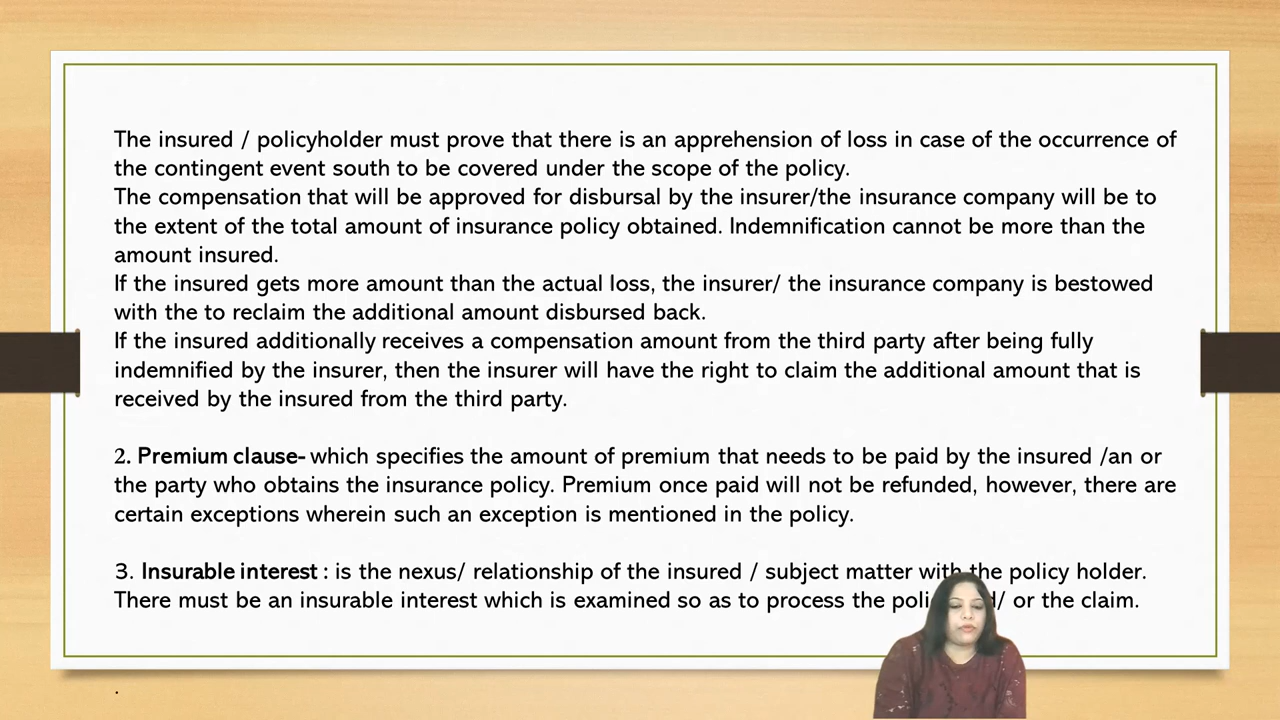 The insured / policyholder must prove that there is an apprehension of loss in case of the occurrence of
the contingent event south to be covered under the scope of the policy.
The compensation that will be approved for disbursal by the insurer/the insurance company will be to
the extent of the total amount of insurance policy obtained. Indemnification cannot be more than the
amount insured.
If the insured gets more amount than the actual loss, the insurer/ the insurance company is bestowed
with the to reclaim the additional amount disbursed back.
If the insured additionally receives a compensation amount from the third party after being fully
indemnified by the insurer, then the insurer will have the right to claim the additional amount that is
received by the insured from the third party.
2. Premium clause- which specifies the amount of premium that needs to be paid by the insured /an or
the party who obtains the insurance policy. Premium once paid will not be refunded, however, there are
certain exceptions wherein such an exception is mentioned in the policy.
3. Insurable interest : is the nexus/ relationship of the insured / subject matter with the policy holder.
There must be an insurable interest which is examined so as to process the / or the claim.
.